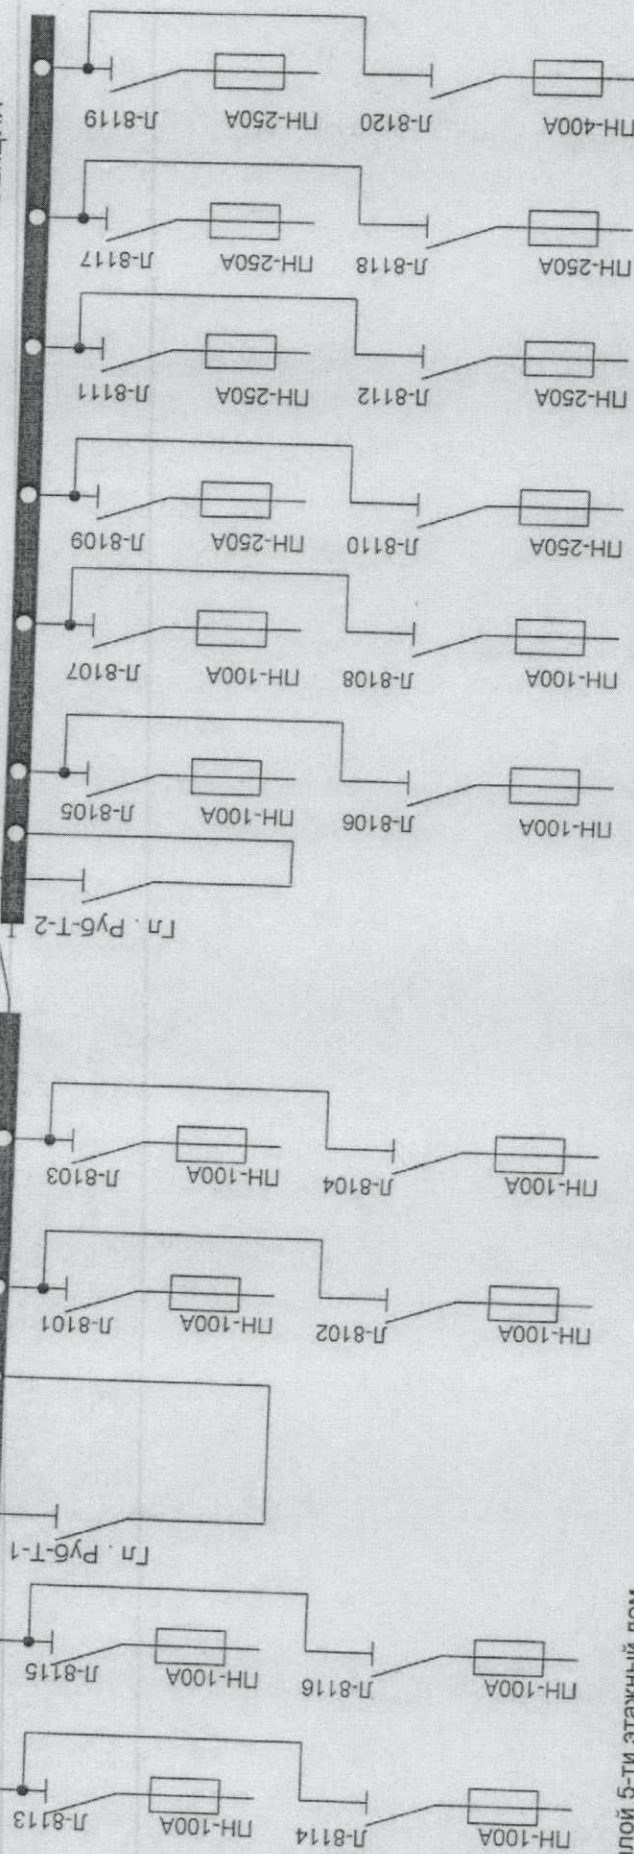 Л-8119 ПН-250А Л-8120 ПН-400А
Л-8117 ПН-250А Л-8118 ПН-250А
Л-8111 ПН-250А Л-8112 ПН-250А
Л-8109 ПН-250А Л-8110 ПН-250А
Л-8107 ПН-100А Л-8108 ПН-100А
Л-8105 ПН-100А Л-8106 ПН-100А
Гл. Руб-Т-2
Л-8103 ПН-100А Л-8104 ПН-100А
Л-8101 ПН-100А Л-8102 ПН-100А
Гл. Руб-Т-1
Л-8115 ПН-100А Л-8116 ПН-100А
Л-8113 ПН-100А Л-8114 ПН-100А
5-ти этажный дом